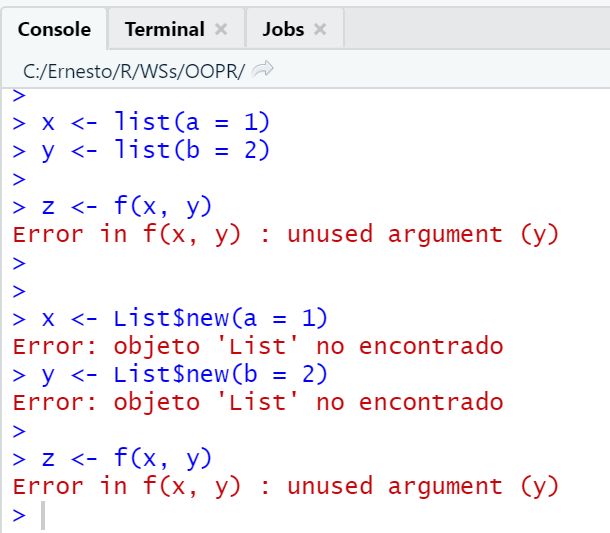 Console Terminal × Jobs ×
C:/Ernesto/R/WSs/OOPR/
>
> x <- list(a = 1)
> y <- list(b = 2)
>
> z <- f(x, y)
Error in f(x, y) : unused argument (y)
>
>
> x <- List$new(a = 1)
Error: objeto 'List' no encontrado
> y <- List$new(b = 2)
Error: objeto 'List' no encontrado
>
> z <- f(x, y)
Error in f(x, y) : unused argument (y)
>